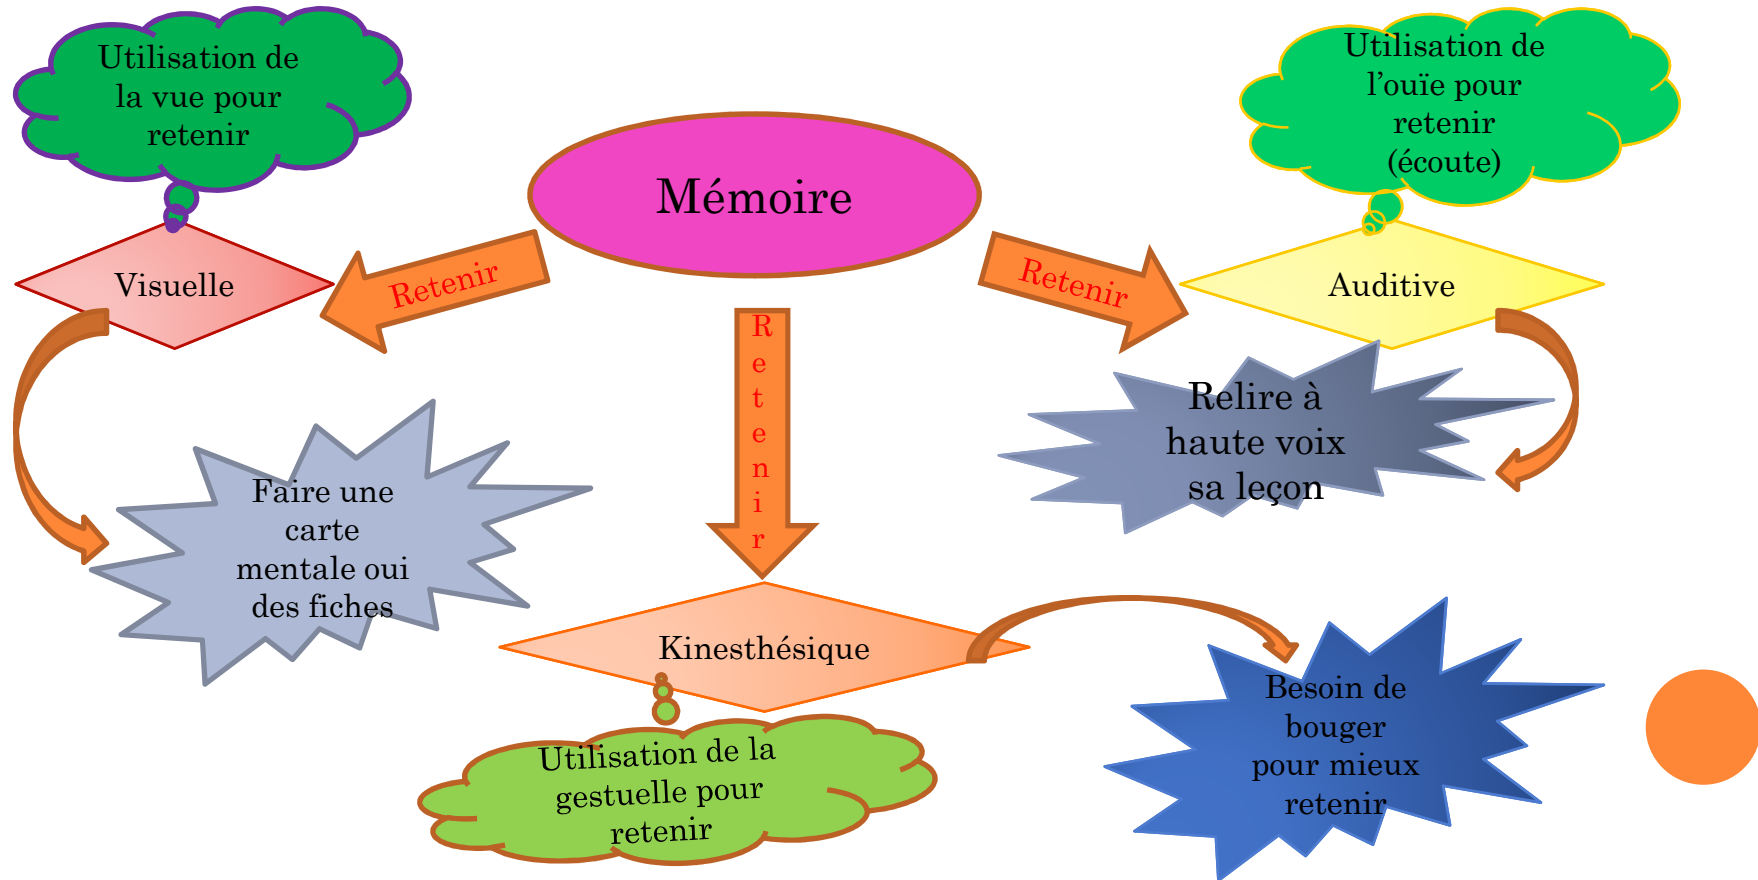 Utilisation de
la vue pour
retenir
Utilisation de
l'ouïe pour
retenir
(écoute)
Mémoire
Visuelle
Retenir
Retenir
Retenir
Auditive
Relire à
haute voix
sa leçon
Faire une
carte
mentale oui
des fiches
Kinesthésique
Utilisation de la
gestuelle pour
retenir
Besoin de
bouger
pour mieux
retenir